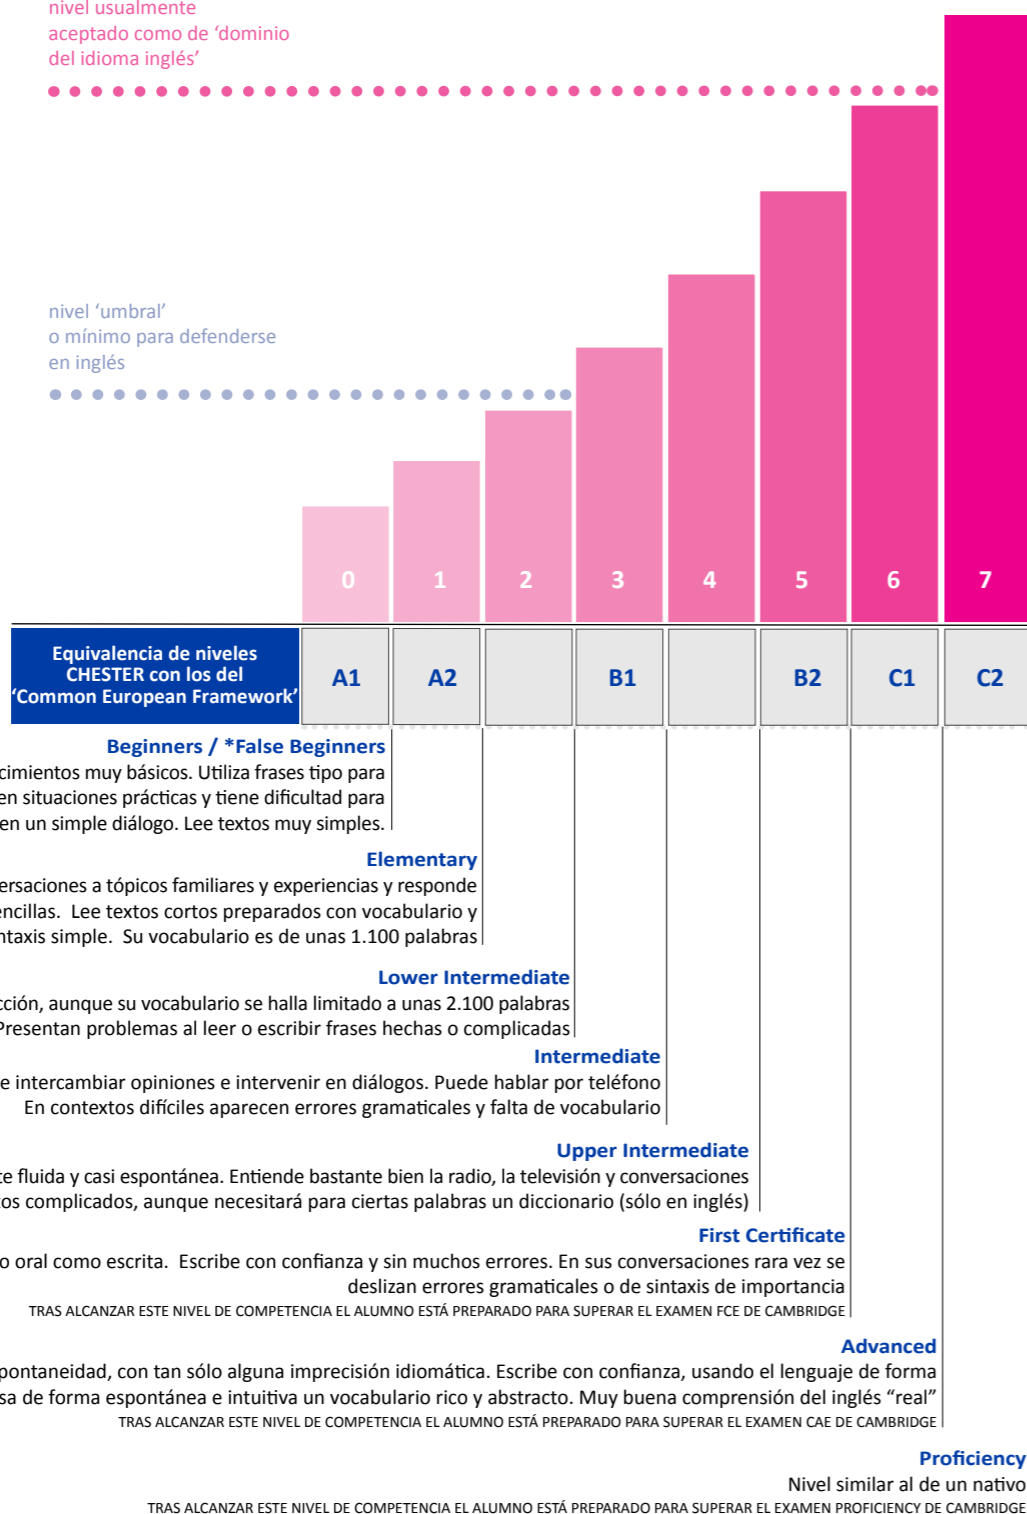 nivel usualmente
aceptado como de ‘dominio
del idioma inglés’
nivel ‘umbral’
o mínimo para defenderse
en inglés
0 1 2 3 4 5 6 7
Equivalencia de niveles
CHESTER con los del
‘Common European Framework’
A1 A2 B1 B2 C1 C2
Beginners / *False Beginners
cimientos muy básicos. Utiliza frases tipo para
en situaciones prácticas y tiene dificultad para
en un simple diálogo. Lee textos muy simples.
Elementary
ersaciones a tópicos familiares y experiencias y responde
encillas. Lee textos cortos preparados con vocabulario y
ntaxis simple. Su vocabulario es de unas 1.100 palabras
Lower Intermediate
cción, aunque su vocabulario se halla limitado a unas 2.100 palabras
Presentan problemas al leer o escribir frases hechas o complicadas
Intermediate
e intercambiar opiniones e intervenir en diálogos. Puede hablar por teléfono
En contextos difíciles aparecen errores gramaticales y falta de vocabulario
Upper Intermediate
te fluida y casi espontánea. Entiende bastante bien la radio, la televisión y conversaciones
tos complicados, aunque necesitará para ciertas palabras un diccionario (sólo en inglés)
First Certificate
o oral como escrita. Escribe con confianza y sin muchos errores. En sus conversaciones rara vez se
deslizan errores gramaticales o de sintaxis de importancia
TRAS ALCANZAR ESTE NIVEL DE COMPETENCIA EL ALUMNO ESTÁ PREPARADO PARA SUPERAR EL EXAMEN FCE DE CAMBRIDGE
Advanced
pontaneidad, con tan sólo alguna imprecisión idiomática. Escribe con confianza, usando el lenguaje de forma
sa de forma espontánea e intuitiva un vocabulario rico y abstracto. Muy buena comprensión del inglés “real”
TRAS ALCANZAR ESTE NIVEL DE COMPETENCIA EL ALUMNO ESTÁ PREPARADO PARA SUPERAR EL EXAMEN CAE DE CAMBRIDGE
Proficiency
Nivel similar al de un nativo
TRAS ALCANZAR ESTE NIVEL DE COMPETENCIA EL ALUMNO ESTÁ PREPARADO PARA SUPERAR EL EXAMEN PROFICIENCY DE CAMBRIDGE